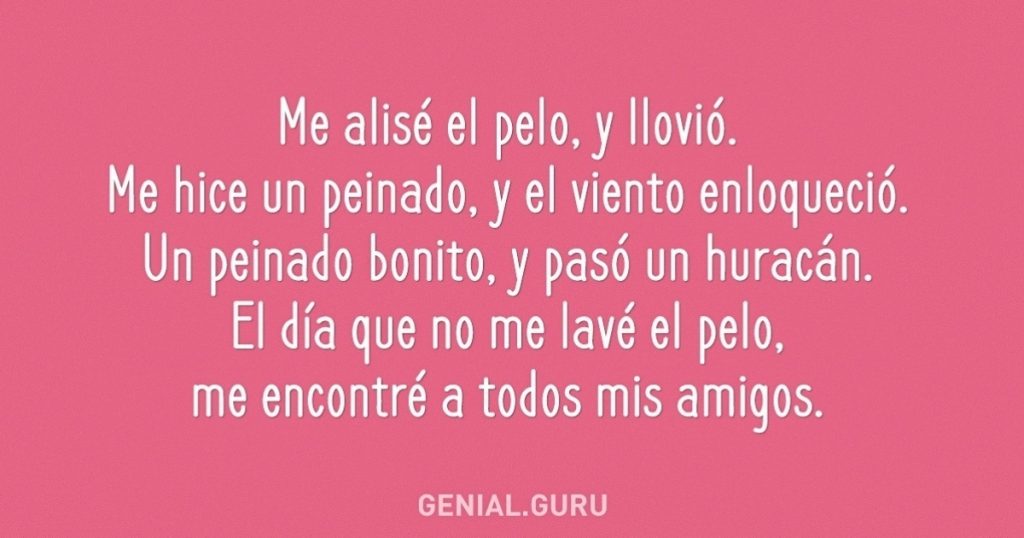 Me alisé el pelo, y llovió.
Me hice un peinado, y el viento enloqueció.
Un peinado bonito, y pasó un huracán.
El día que no me lavé el pelo,
me encontré a todos mis amigos.
GENIAL.GURU